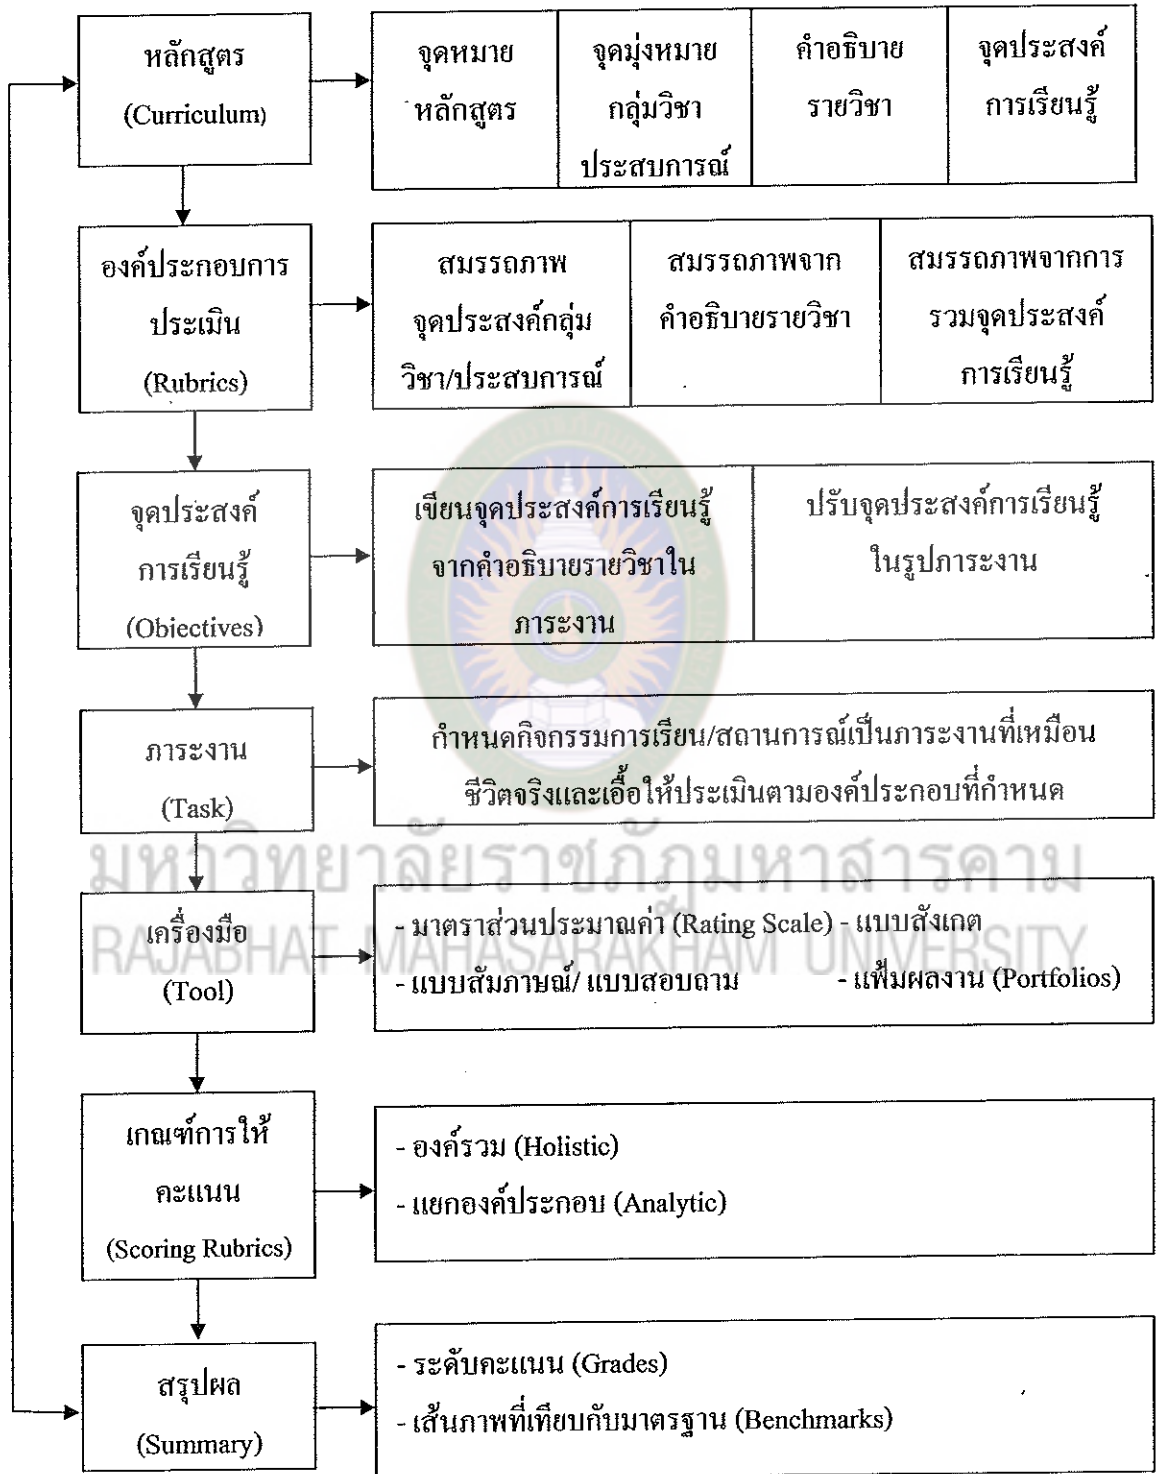 หลักสูตร
(Curriculum)
จุดหมาย
หลักสูตร
จุดมุ่งหมาย
กลุ่มวิชา
ประสบการณ์
คำอธิบาย
รายวิชา
จุดประสงค์
การเรียนรู้
องค์ประกอบการ
ประเมิน
(Rubrics)
สมรรถภาพ
จุดประสงค์กลุ่ม
วิชา/ประสบการณ์
สมรรถภาพจาก
คำอธิบายรายวิชา
สมรรถภาพจากการ
รวมจุดประสงค์
การเรียนรู้
จุดประสงค์
การเรียนรู้
(Objectives)
เขียนจุดประสงค์การเรียนรู้
จากคำอธิบายรายวิชาใน
ภาระงาน
ปรับจุดประสงค์การเรียนรู้
ในรูปภาระงาน
ภาระงาน
(Task)
กำหนดกิจกรรมการเรียน/สถานการณ์เป็นภาระงานที่เหมือน
ชีวิตจริงและเอื้อให้ประเมินตามองค์ประกอบที่กำหนด
มหาวิทยาลัยราชภัฏมหาสารคาม
RAJABHAT MAHASARAKHAM UNIVERSITY
เครื่องมือ
(Tool)
- มาตราส่วนประมาณค่า (Rating Scale) - แบบสังเกต
- แบบสัมภาษณ์/ แบบสอบถาม - แฟ้มผลงาน (Portfolios)
เกณฑ์การให้
คะแนน
(Scoring Rubrics)
- องค์รวม (Holistic)
- แยกองค์ประกอบ (Analytic)
สรุปผล
(Summary)
- ระดับคะแนน (Grades)
- เส้นภาพที่เทียบกับมาตรฐาน (Benchmarks)